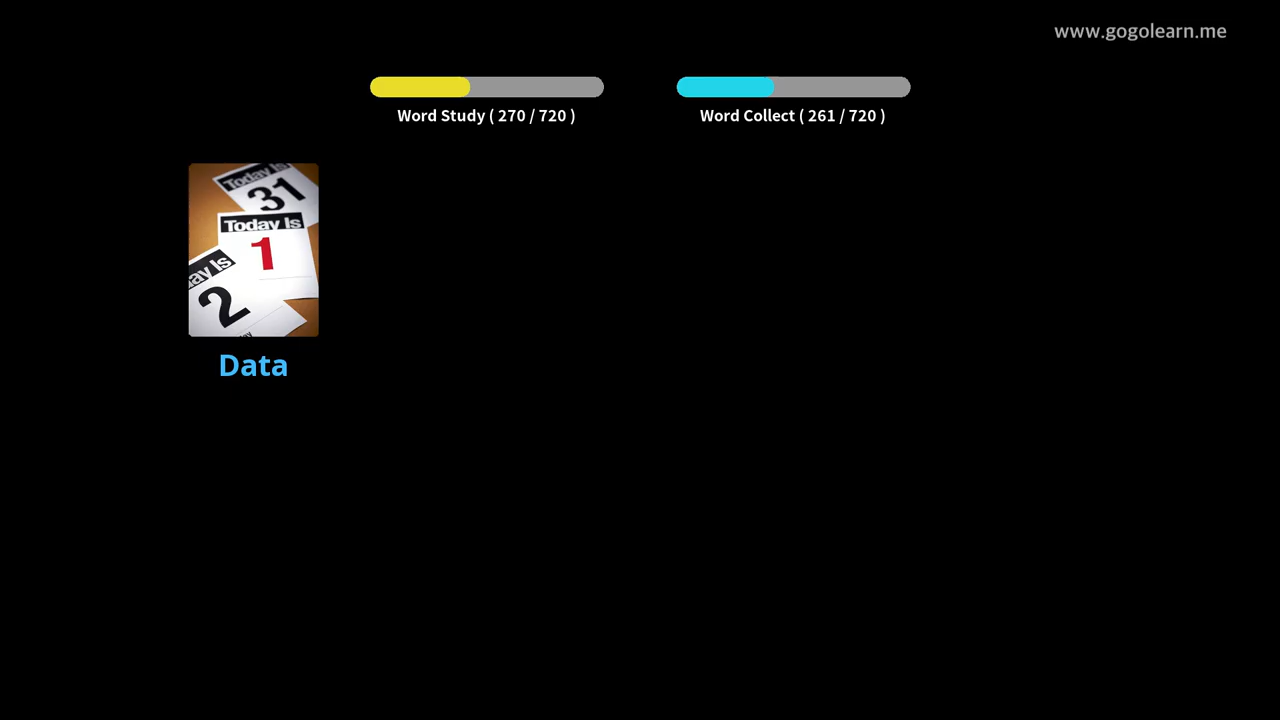 www.gogolearn.me
Word Study ( 270 / 720 )
Word Collect ( 261 / 720 )
Today Is
31
Today Is
1
ay Is
2
Data